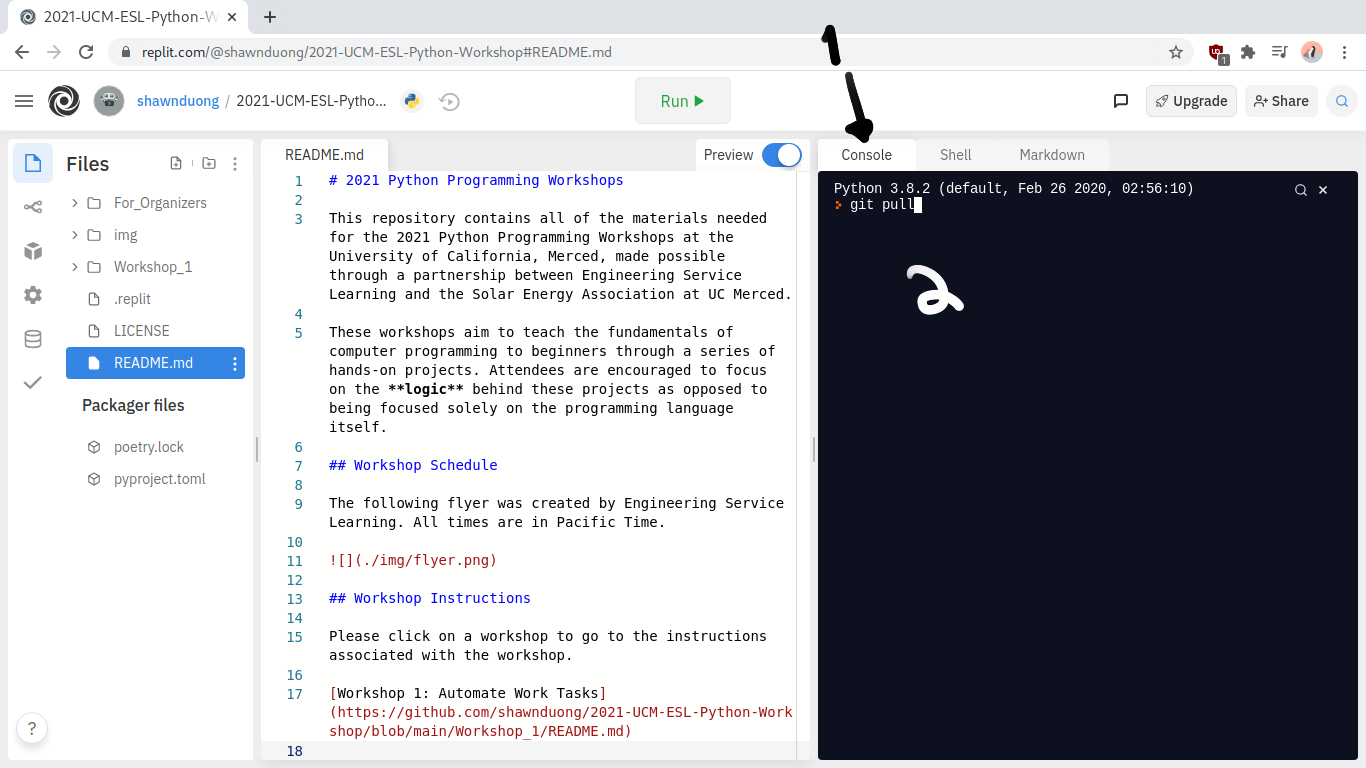 2021-UCM-ESL-Python-W
replit.com/@shawnduong/2021-UCM-ESL-Python-Workshop#README.md
1
1
shawnduong / 2021-UCM-ESL-Pytho...
Run
Upgrade
Share
Files
For_Organizers
img
Workshop_1
.replit
LICENSE
README.md
Packager files
poetry.lock
pyproject.toml
?
README.md
Preview
1 # 2021 Python Programming Workshops
2
3 This repository contains all of the materials needed
for the 2021 Python Programming Workshops at the
University of California, Merced, made possible
through a partnership between Engineering Service
Learning and the Solar Energy Association at UC Merced.
4
5 These workshops aim to teach the fundamentals of
computer programming to beginners through a series of
hands-on projects. Attendees are encouraged to focus
on the **logic** behind these projects as opposed to
being focused solely on the programming language
itself.
6
7 ## Workshop Schedule
8
9 The following flyer was created by Engineering Service
Learning. All times are in Pacific Time.
10
11 ![](./img/flyer.png)
12
13 ## Workshop Instructions
14
15 Please click on a workshop to go to the instructions
associated with the workshop.
16
17 [Workshop 1: Automate Work Tasks]
(https://github.com/shawnduong/2021-UCM-ESL-Python-Work
shop/blob/main/Workshop_1/README.md)
18
Console
Shell
Markdown
Python 3.8.2 (default, Feb 26 2020, 02:56:10)
git pull
2